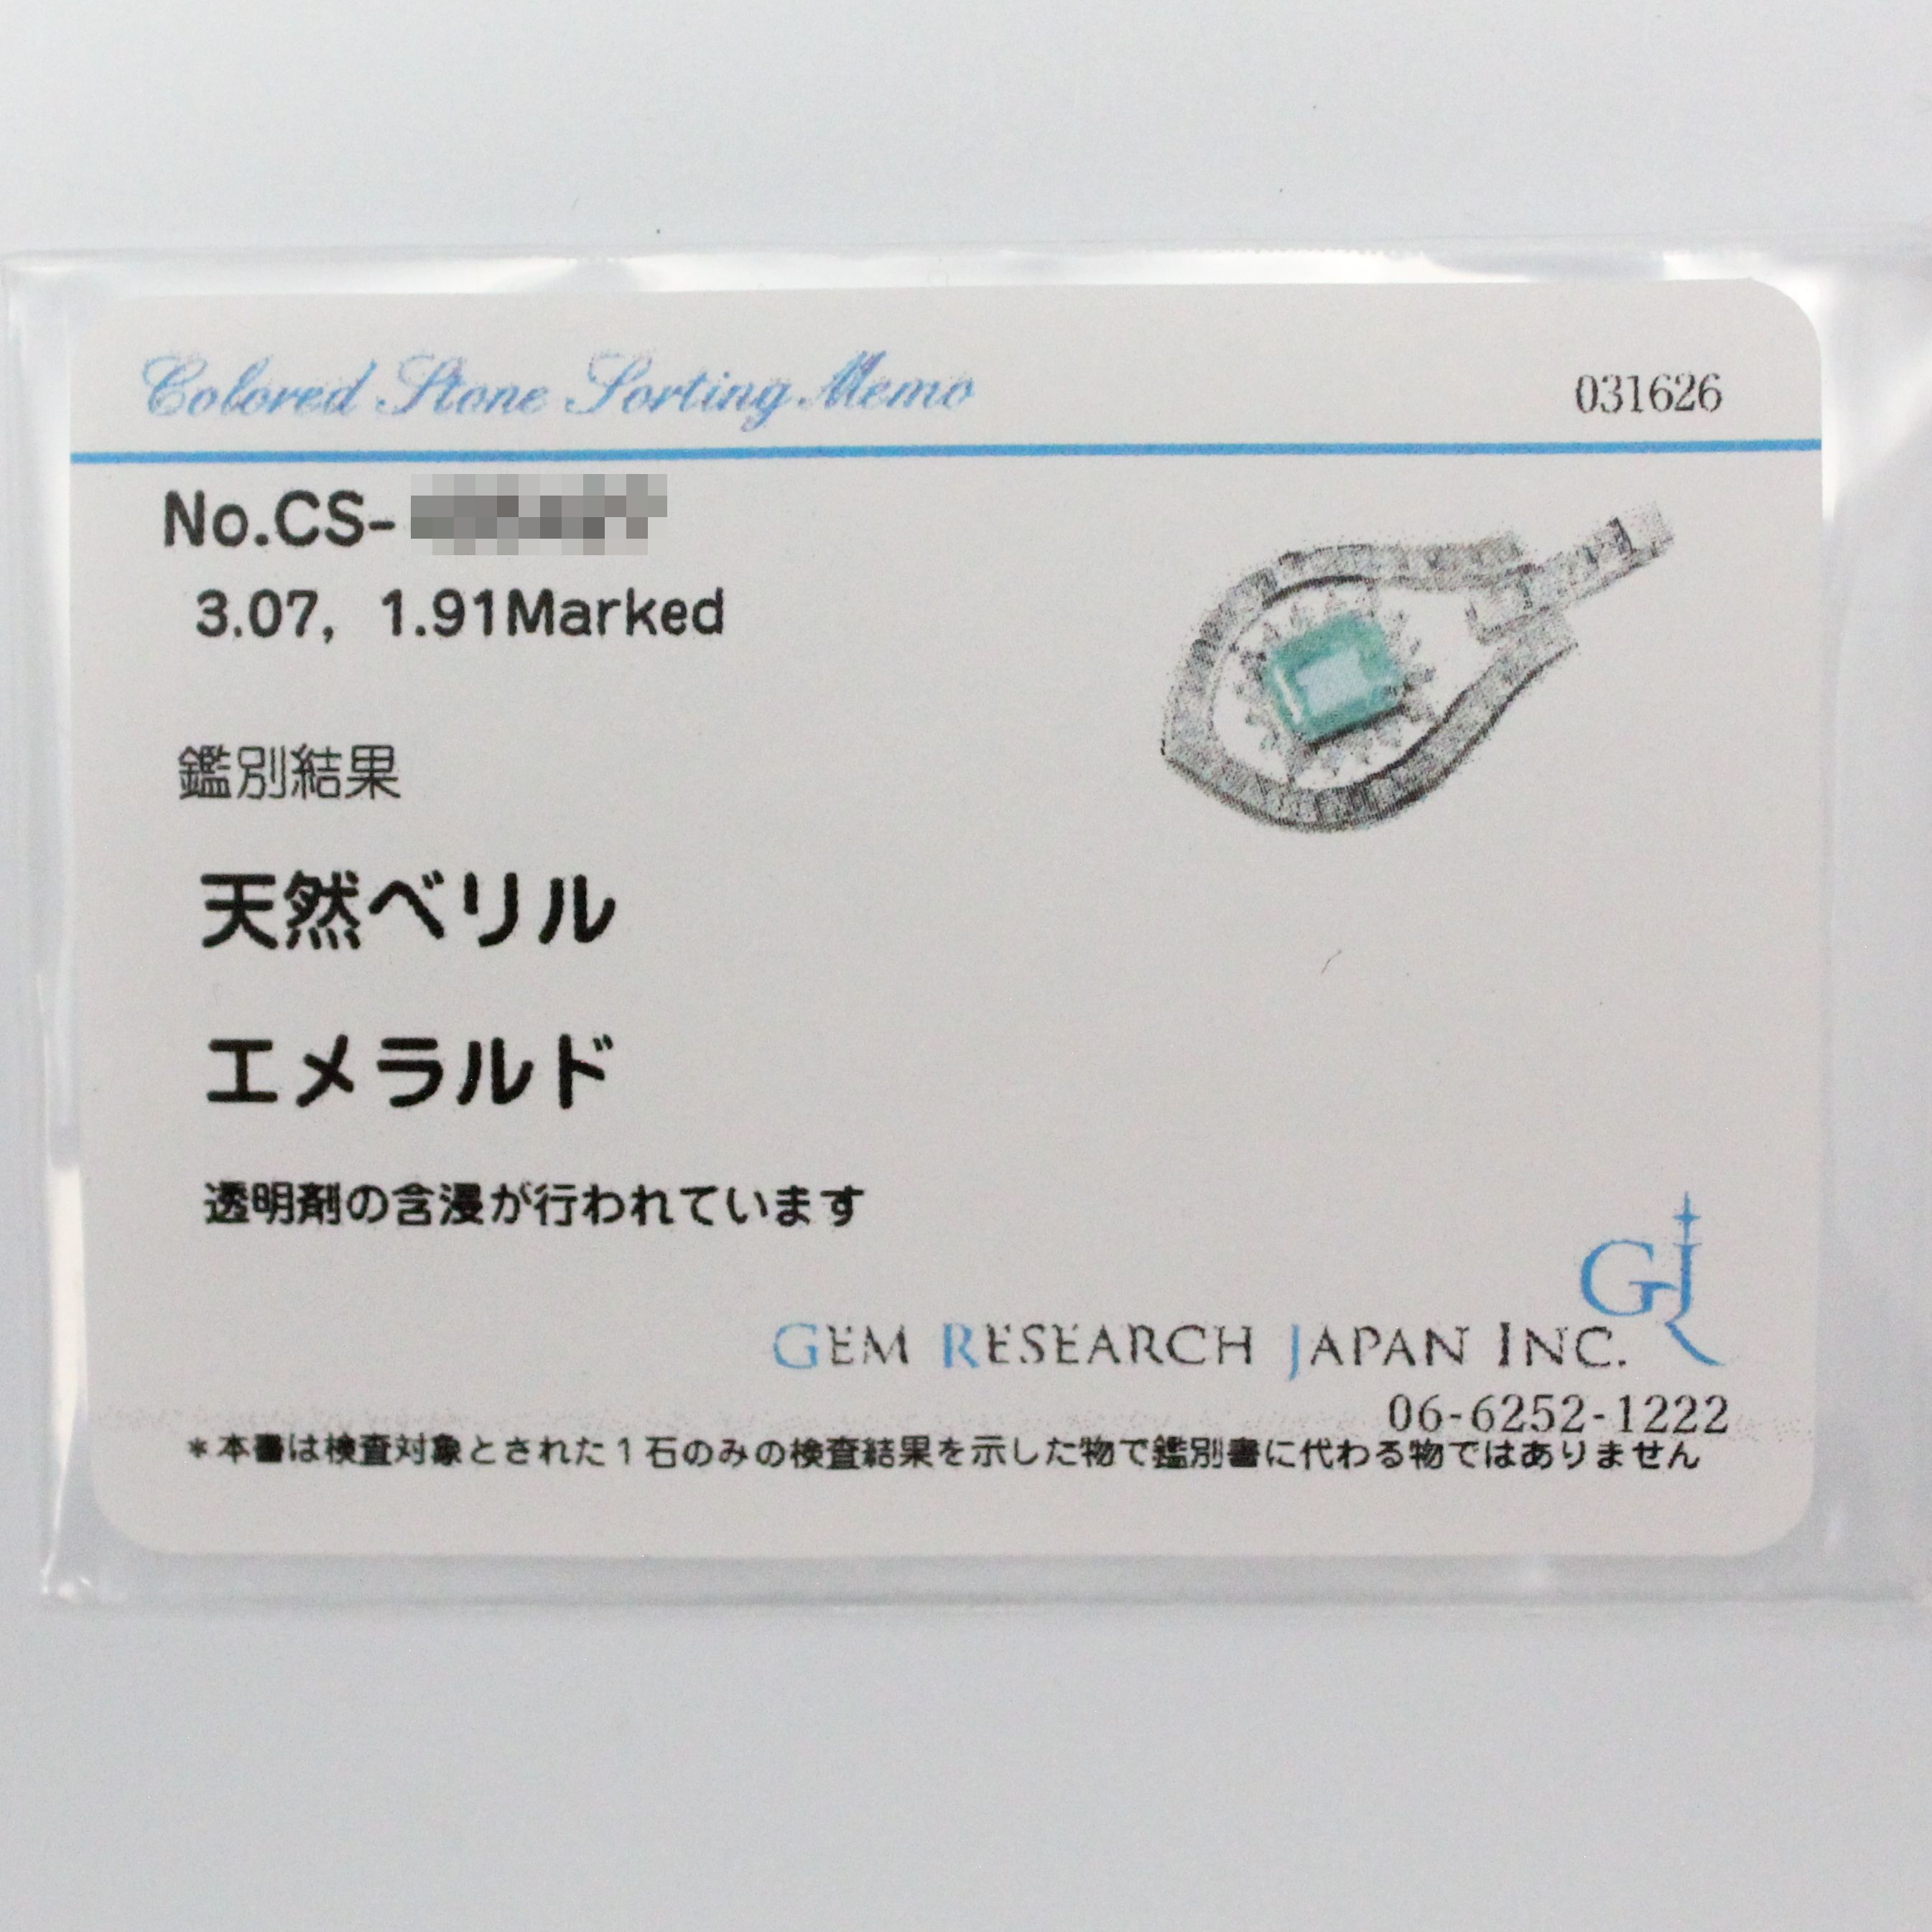 Colored Stone Sorting Memo
031626
No.CS-
3.07, 1.91Marked
鑑別結果
天然ベリル
エメラルド
透明剤の含浸が行われています
GJR
GEM RESEARCH JAPAN INC.
06-6252-1222
*本書は検査対象とされた1石のみの検査結果を示した物で鑑別書に代わる物ではありません